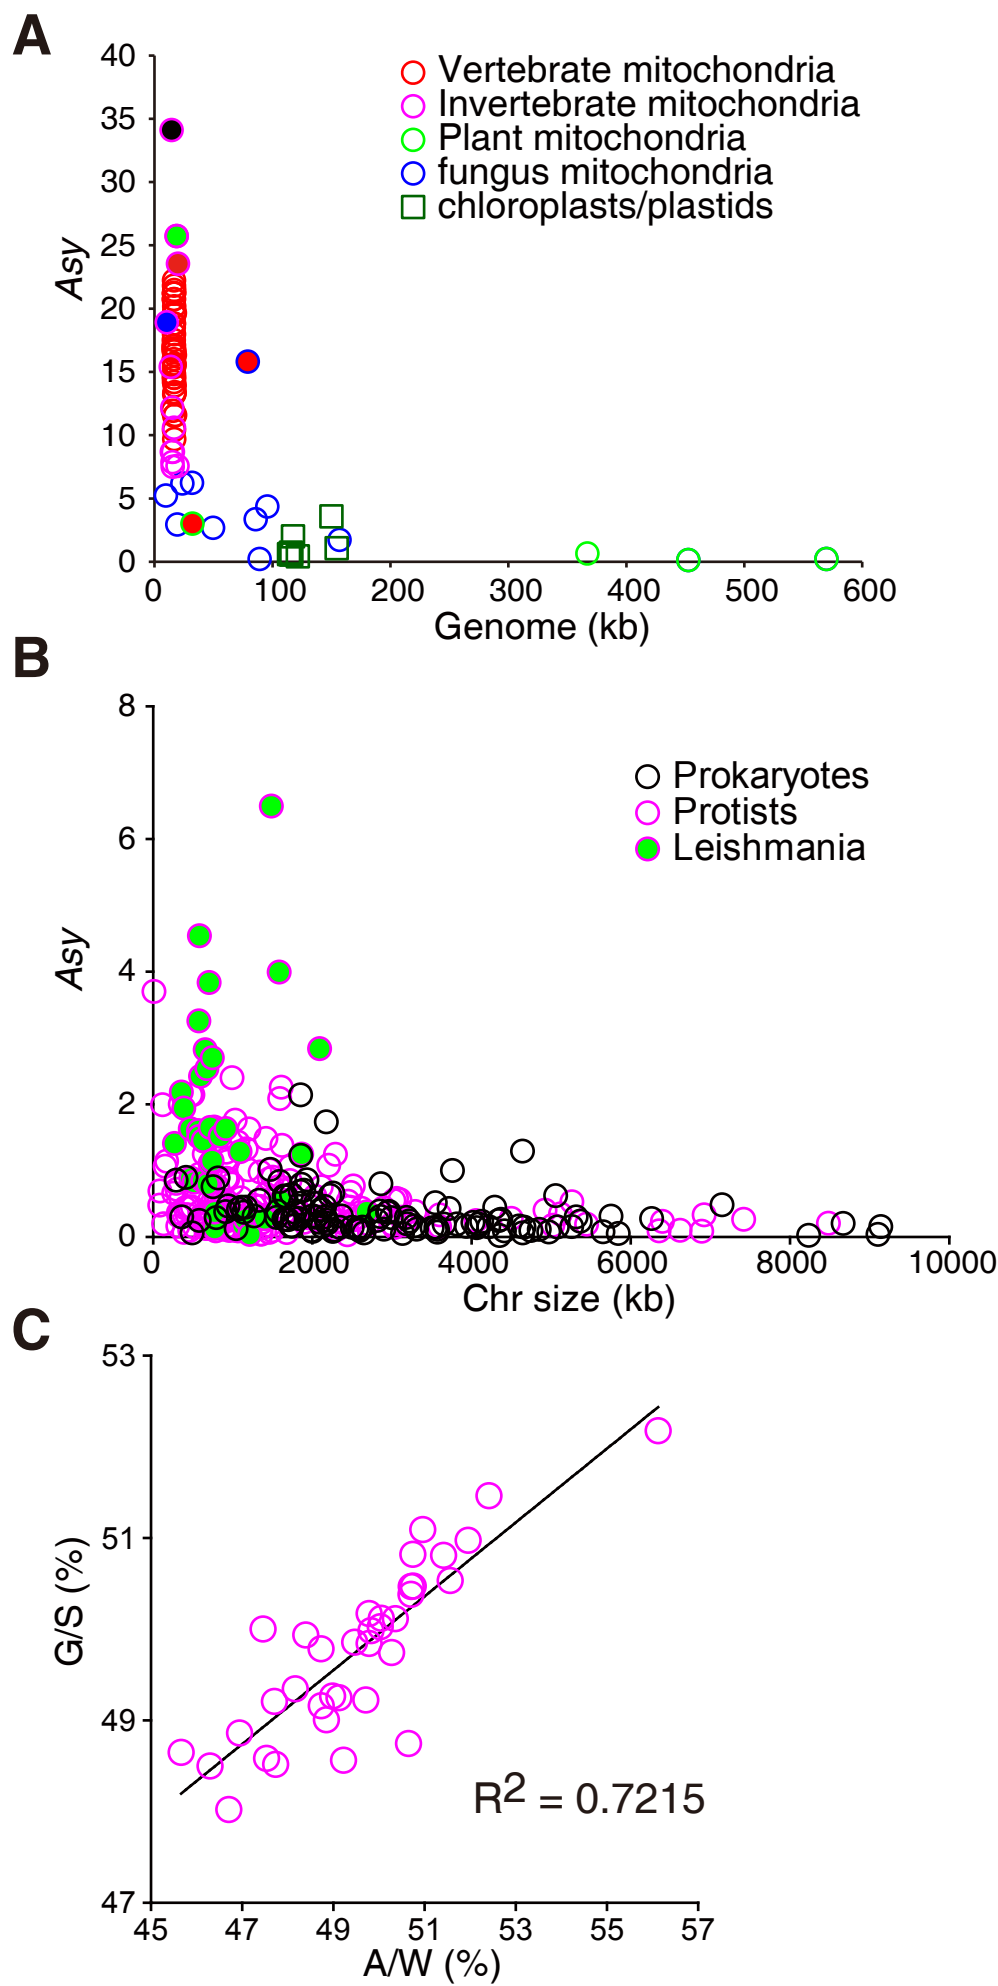 A
40
35
30
25
20
15
10
5
0
Asy
Vertebrate mitochondria
Invertebrate mitochondria
Plant mitochondria
fungus mitochondria
chloroplasts/plastids
0 100 200 300 400 500 600
Genome (kb)
B
8
6
4
2
0
Asy
Prokaryotes
Protists
Leishmania
0 2000 4000 6000 8000 10000
Chr size (kb)
C
53
51
49
47
G/S (%)
R² = 0.7215
45 47 49 51 53 55 57
A/W (%)